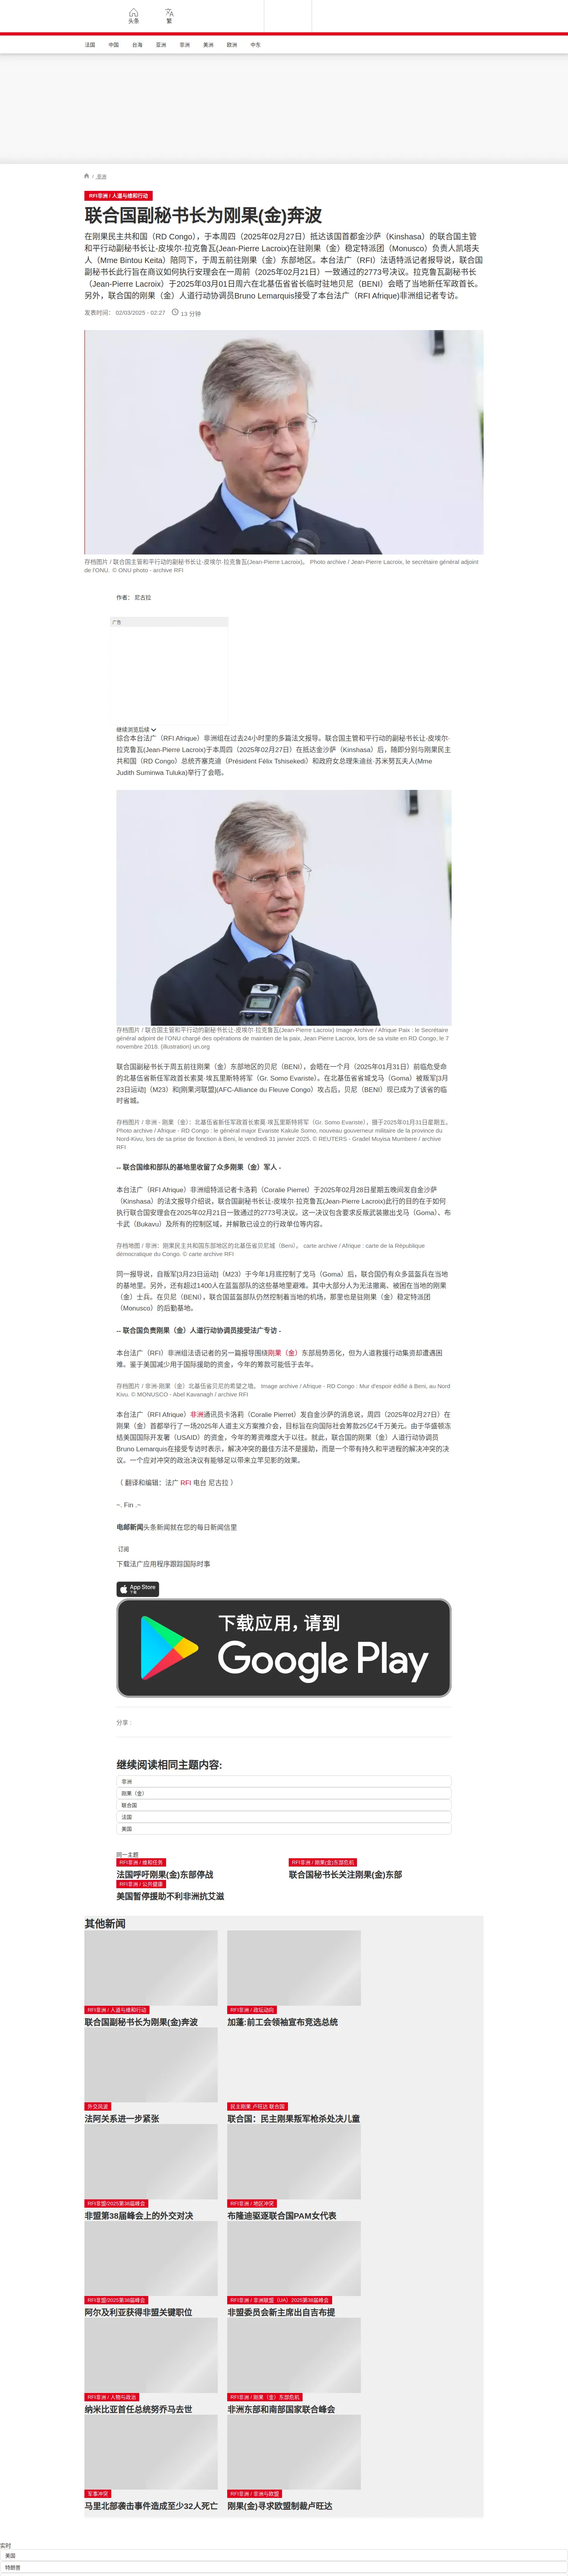 头条
繁
法国 中国 台海 亚洲 非洲 美洲 欧洲 中东
/ 非洲
RFI非洲 / 人道与维和行动
联合国副秘书长为刚果(金)奔波
在刚果民主共和国（RD Congo），于本周四（2025年02月27日）抵达该国首都金沙萨（Kinshasa）的联合国主管
和平行动副秘书长让-皮埃尔·拉克鲁瓦(Jean-Pierre Lacroix)在驻刚果（金）稳定特派团（Monusco）负责人凯塔夫
人（Mme Bintou Keita）陪同下，于周五前往刚果（金）东部地区。本台法广（RFI）法语特派记者报导说，联合国
副秘书长此行旨在商议如何执行安理会在一周前（2025年02月21日）一致通过的2773号决议。拉克鲁瓦副秘书长
（Jean-Pierre Lacroix）于2025年03月01日周六在北基伍省省长临时驻地贝尼（BENI）会晤了当地新任军政首长。
另外，联合国的刚果（金）人道行动协调员Bruno Lemarquis接受了本台法广（RFI Afrique)非洲组记者专访。
发表时间： 02/03/2025 - 02:27 13 分钟
存档图片 / 联合国主管和平行动的副秘书长让-皮埃尔·拉克鲁瓦(Jean-Pierre Lacroix)。 Photo archive / Jean-Pierre Lacroix, le secrétaire général adjoint
de l'ONU. © ONU photo - archive RFI
作者： 尼古拉
广告
继续浏览后续
综合本台法广（RFI Afrique）非洲组在过去24小时里的多篇法文报导。联合国主管和平行动的副秘书长让-皮埃尔·
拉克鲁瓦(Jean-Pierre Lacroix)于本周四（2025年02月27日）在抵达金沙萨（Kinshasa）后，随即分别与刚果民主
共和国（RD Congo）总统齐塞克迪（Président Félix Tshisekedi）和政府女总理朱迪丝·苏米努瓦夫人(Mme
Judith Suminwa Tuluka)举行了会晤。
存档图片 / 联合国主管和平行动的副秘书长让-皮埃尔·拉克鲁瓦(Jean-Pierre Lacroix) Image Archive / Afrique Paix : le Secrétaire
général adjoint de l'ONU chargé des opérations de maintien de la paix, Jean Pierre Lacroix, lors de sa visite en RD Congo, le 7
novembre 2018. (illustration) un.org
联合国副秘书长于周五前往刚果（金）东部地区的贝尼（BENI），会晤在一个月（2025年01月31日）前临危受命
的北基伍省新任军政首长索莫·埃瓦里斯特将军（Gr. Somo Evariste）。在北基伍省省城戈马（Goma）被叛军[3月
23日运动]（M23）和[刚果河联盟](AFC-Alliance du Fleuve Congo）攻占后，贝尼（BENI）现已成为了该省的临
时省城。
存档图片 / 非洲 - 刚果（金）：北基伍省新任军政首长索莫·埃瓦里斯特将军（Gr. Somo Evariste），摄于2025年01月31日星期五。
Photo archive / Afrique - RD Congo : le général major Evariste Kakule Somo, nouveau gouverneur militaire de la province du
Nord-Kivu, lors de sa prise de fonction à Beni, le vendredi 31 janvier 2025. © REUTERS - Gradel Muyisa Mumbere / archive
RFI
-- 联合国维和部队的基地里收留了众多刚果（金）军人 -
本台法广（RFI Afrique）非洲组特派记者卡洛莉（Coralie Pierret）于2025年02月28日星期五晚间发自金沙萨
（Kinshasa）的法文报导介绍说，联合国副秘书长让-皮埃尔·拉克鲁瓦(Jean-Pierre Lacroix)此行的目的在于如何
执行联合国安理会在2025年02月21日一致通过的2773号决议。这一决议包含要求反叛武装撤出戈马（Goma）、布
卡武（Bukavu）及所有的控制区域，并解散已设立的行政单位等内容。
存档地图 / 非洲：刚果民主共和国东部地区的北基伍省贝尼城（Beni）。 carte archive / Afrique : carte de la République
démocratique du Congo. © carte archive RFI
同一报导说，自叛军[3月23日运动]（M23）于今年1月底控制了戈马（Goma）后，联合国仍有众多蓝盔兵在当地
的基地里。另外，还有超过1400人在蓝盔部队的这些基地里避难。其中大部分人为无法撤离、被困在当地的刚果
（金）士兵。在贝尼（BENI），联合国蓝盔部队仍然控制着当地的机场，那里也是驻刚果（金）稳定特派团
（Monusco）的后勤基地。
-- 联合国负责刚果（金）人道行动协调员接受法广专访 -
本台法广（RFI）非洲组法语记者的另一篇报导围绕刚果（金）东部局势恶化，但为人道救援行动集资却遭遇困
难。鉴于美国减少用于国际援助的资金，今年的筹款可能低于去年。
存档图片 / 非洲-刚果（金）北基伍省贝尼的希望之墙。 Image archive / Afrique - RD Congo : Mur d'espoir édifié à Beni, au Nord
Kivu. © MONUSCO - Abel Kavanagh / archive RFI
本台法广（RFI Afrique）非洲通讯员卡洛莉（Coralie Pierret）发自金沙萨的消息说，周四（2025年02月27日）在
刚果（金）首都举行了一场2025年人道主义方案推介会，目标旨在向国际社会筹款25亿4千万美元。由于华盛顿冻
结美国国际开发署（USAID）的资金，今年的筹资难度大于以往。就此，联合国的刚果（金）人道行动协调员
Bruno Lemarquis在接受专访时表示，解决冲突的最佳方法不是援助，而是一个带有持久和平进程的解决冲突的决
议。一个应对冲突的政治决议有能够足以带来立竿见影的效果。
（ 翻译和编辑：法广 RFI 电台 尼古拉 ）
~. Fin .~
电邮新闻头条新闻就在您的每日新闻信里
订阅
下载法广应用程序跟踪国际时事
App Store
下载
下载应用，请到
Google Play
分享 :
继续阅读相同主题内容:
非洲
刚果（金）
联合国
法国
美国
同一主题
RFI非洲 / 维和任务
法国呼吁刚果(金)东部停战
RFI非洲 / 刚果(金)东部危机
联合国秘书长关注刚果(金)东部
RFI非洲 / 公共健康
美国暂停援助不利非洲抗艾滋
其他新闻
RFI非洲 / 人道与维和行动
联合国副秘书长为刚果(金)奔波
RFI非洲 / 政坛动向
加蓬:前工会领袖宣布竞选总统
外交风波
法阿关系进一步紧张
民主刚果 卢旺达 联合国
联合国：民主刚果叛军枪杀处决儿童
RFI非盟/2025第38届峰会
非盟第38届峰会上的外交对决
RFI非洲 / 地区冲突
布隆迪驱逐联合国PAM女代表
RFI非盟/2025第38届峰会
阿尔及利亚获得非盟关键职位
RFI非洲 / 非洲联盟（UA）2025第38届峰会
非盟委员会新主席出自吉布提
RFI非洲 / 人物与政治
纳米比亚首任总统努乔马去世
RFI非洲 / 刚果（金）东部危机
非洲东部和南部国家联合峰会
军事冲突
马里北部袭击事件造成至少32人死亡
RFI非洲 / 非洲与欧盟
刚果(金)寻求欧盟制裁卢旺达
实时
美国
特朗普